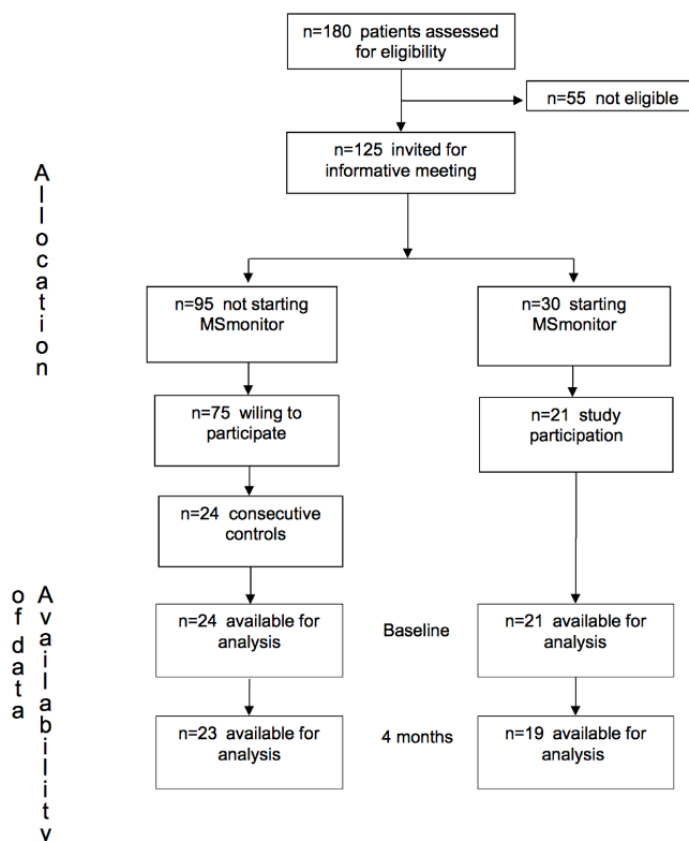 n=180 patients assessed
for eligibility
n=55 not eligible
n=125 invited for
informative meeting
Allocation
n=95 not starting
MSmonitor
n=30 starting
MSmonitor
n=75 wiling to
participate
n=21 study
participation
n=24 consecutive
controls
Availability
of data
n=24 available for
analysis
Baseline
n=21 available for
analysis
n=23 available for
analysis
4 months
n=19 available for
analysis